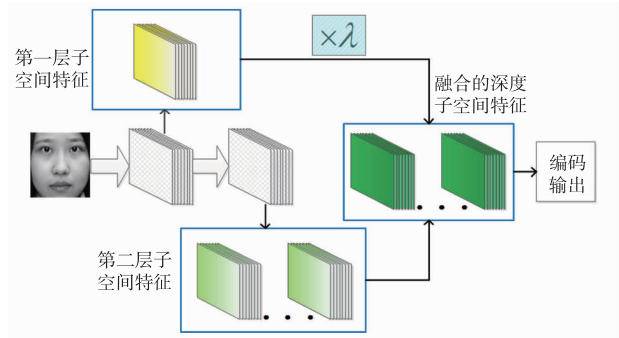 第一层子
空间特征
×λ
融合的深度
子空间特征
编码
输出
第二层子
空间特征